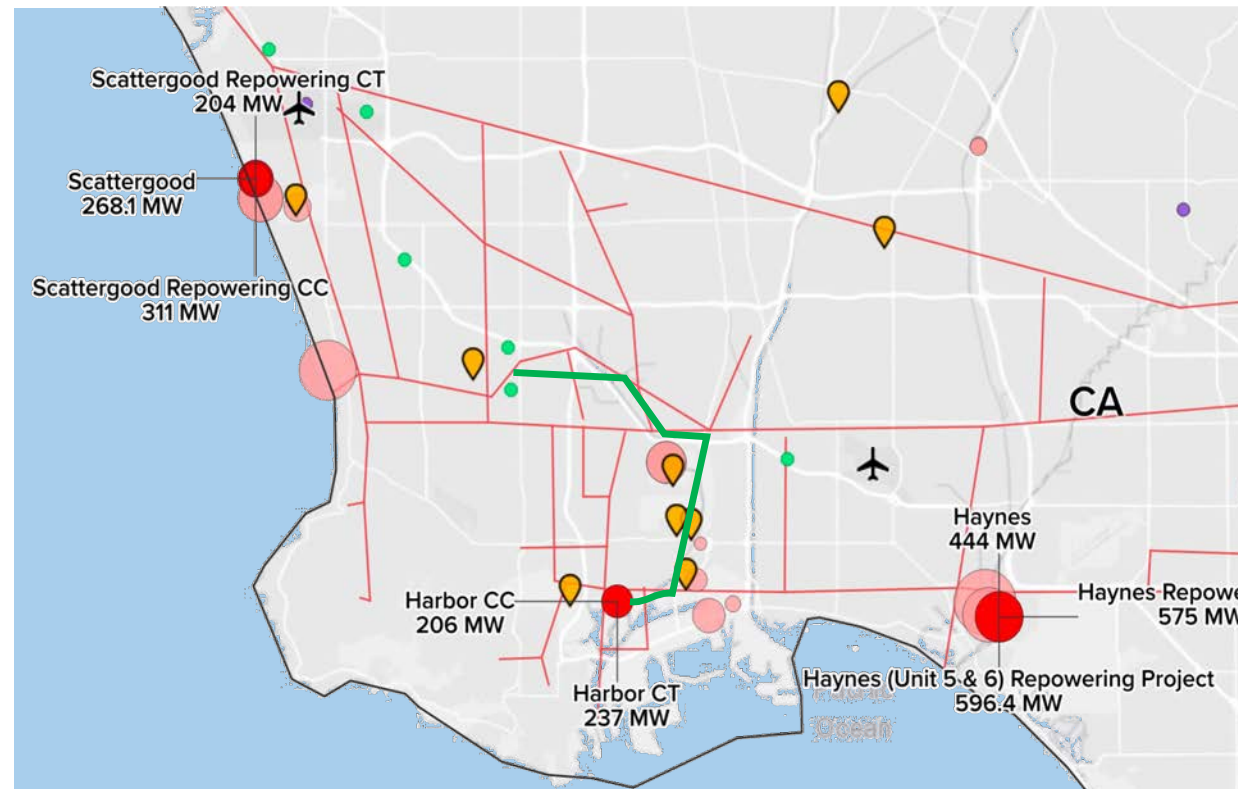 Scattergood Repowering CT
204 MW
Scattergood
268.1 MW
Scattergood Repowering CC
311 MW
CA
Haynes
444 MW
Harbor CC
206 MW
Haynes Repowe
575 MW
Harbor CT
237 MW
Haynes (Unit 5 & 6) Repowering Project
596.4 MW
Ocean